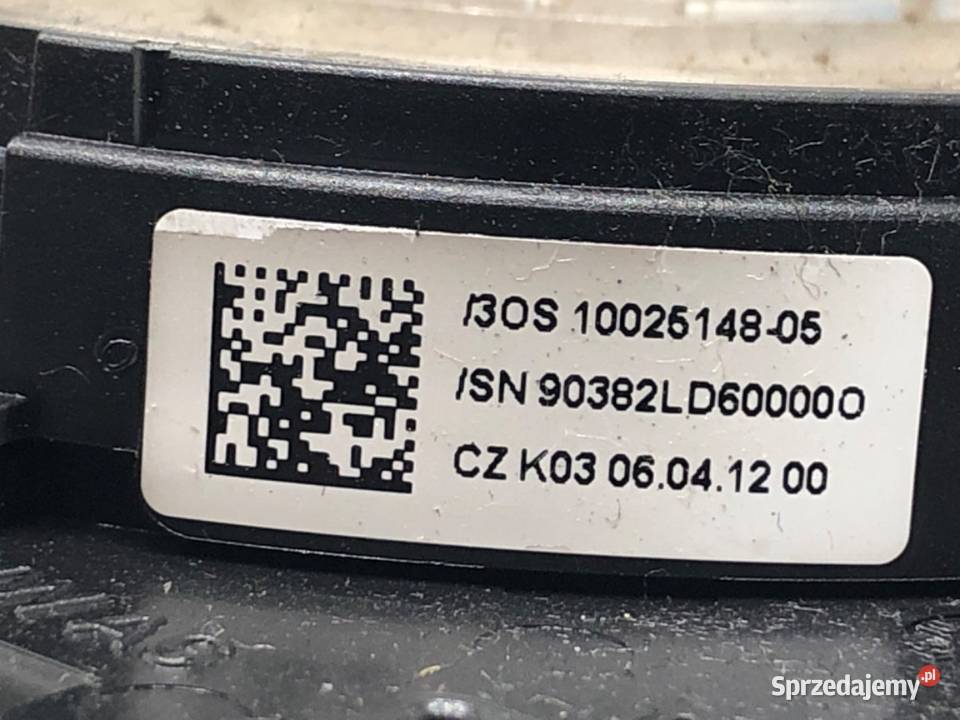 /3OS 10025148-05
/SN 90382LD60000O
CZ K03 06.04.12 00
Sprzedajemy.pl